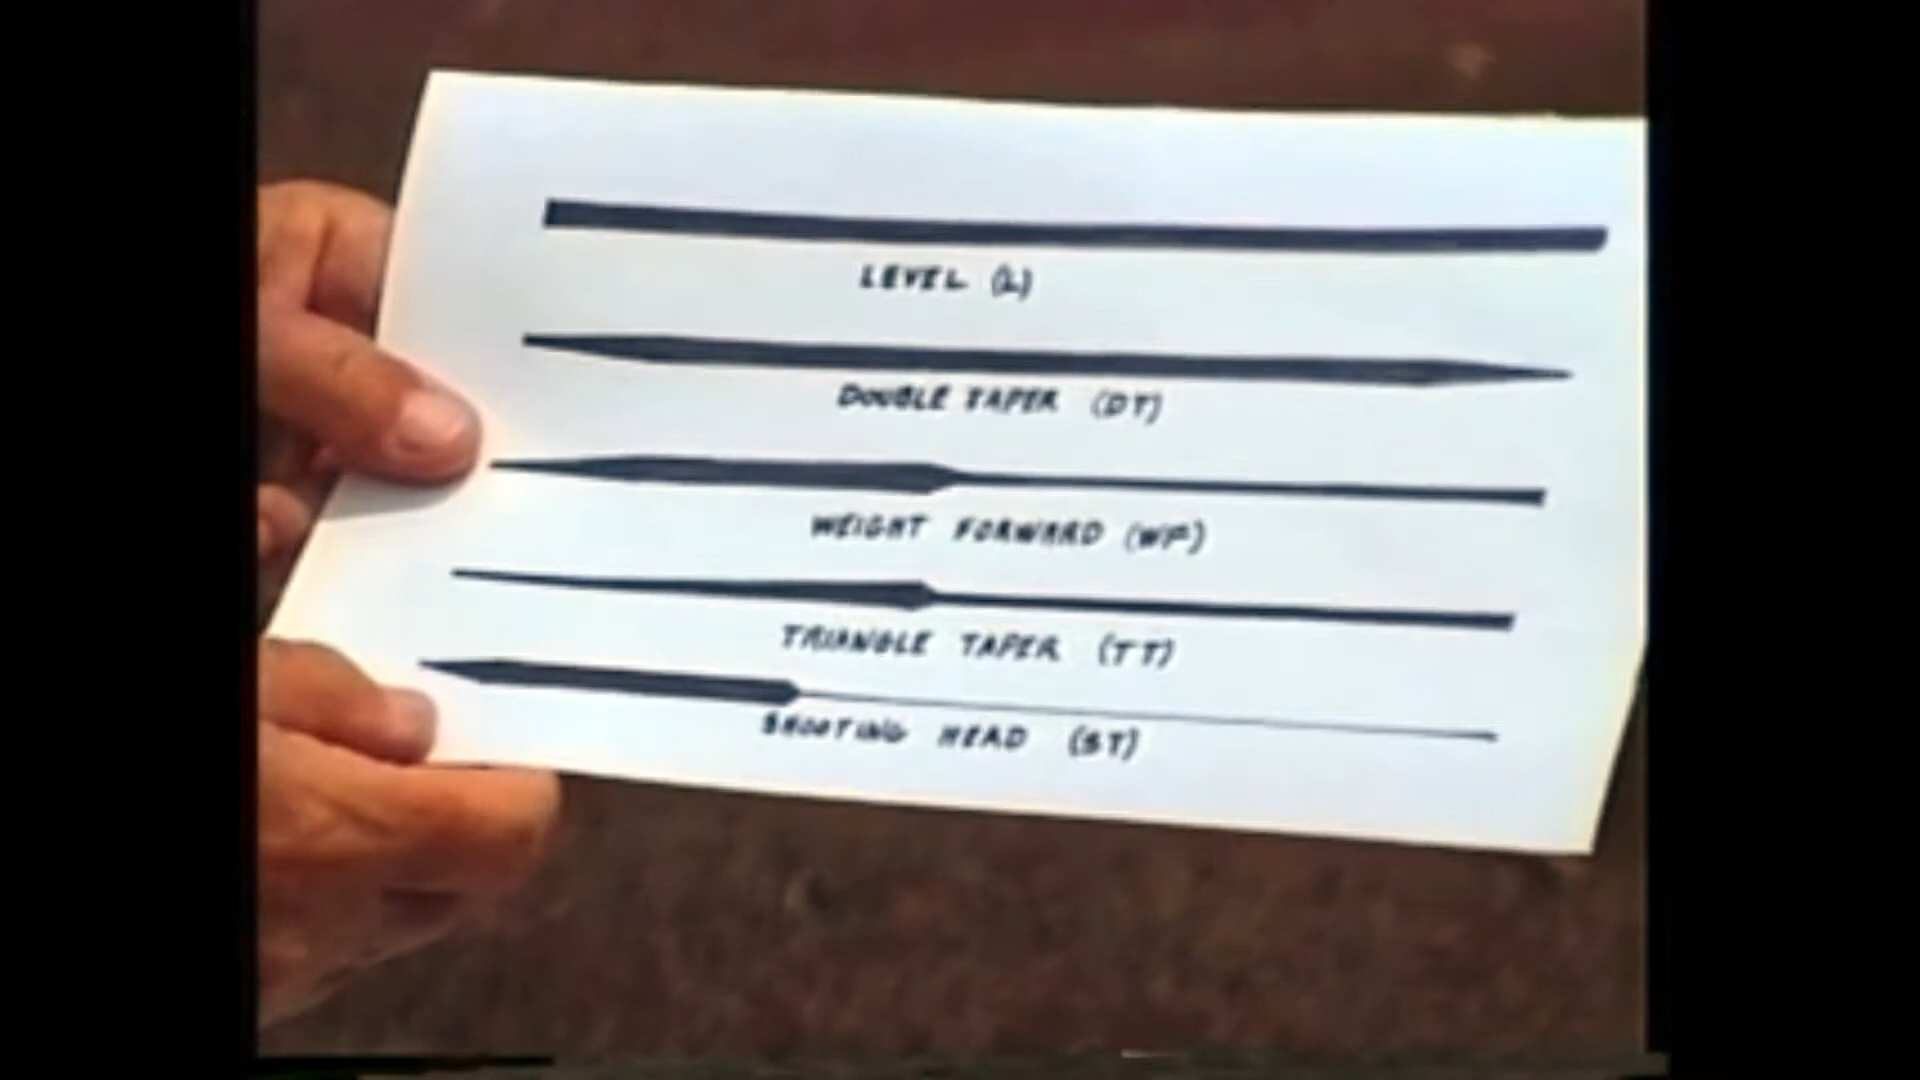 LEVEL (L)
DOUBLE TAPER (DT)
WEIGHT FORWARD (WF)
TRIANGLE TAPER (TT)
SHOOTING HEAD (ST)